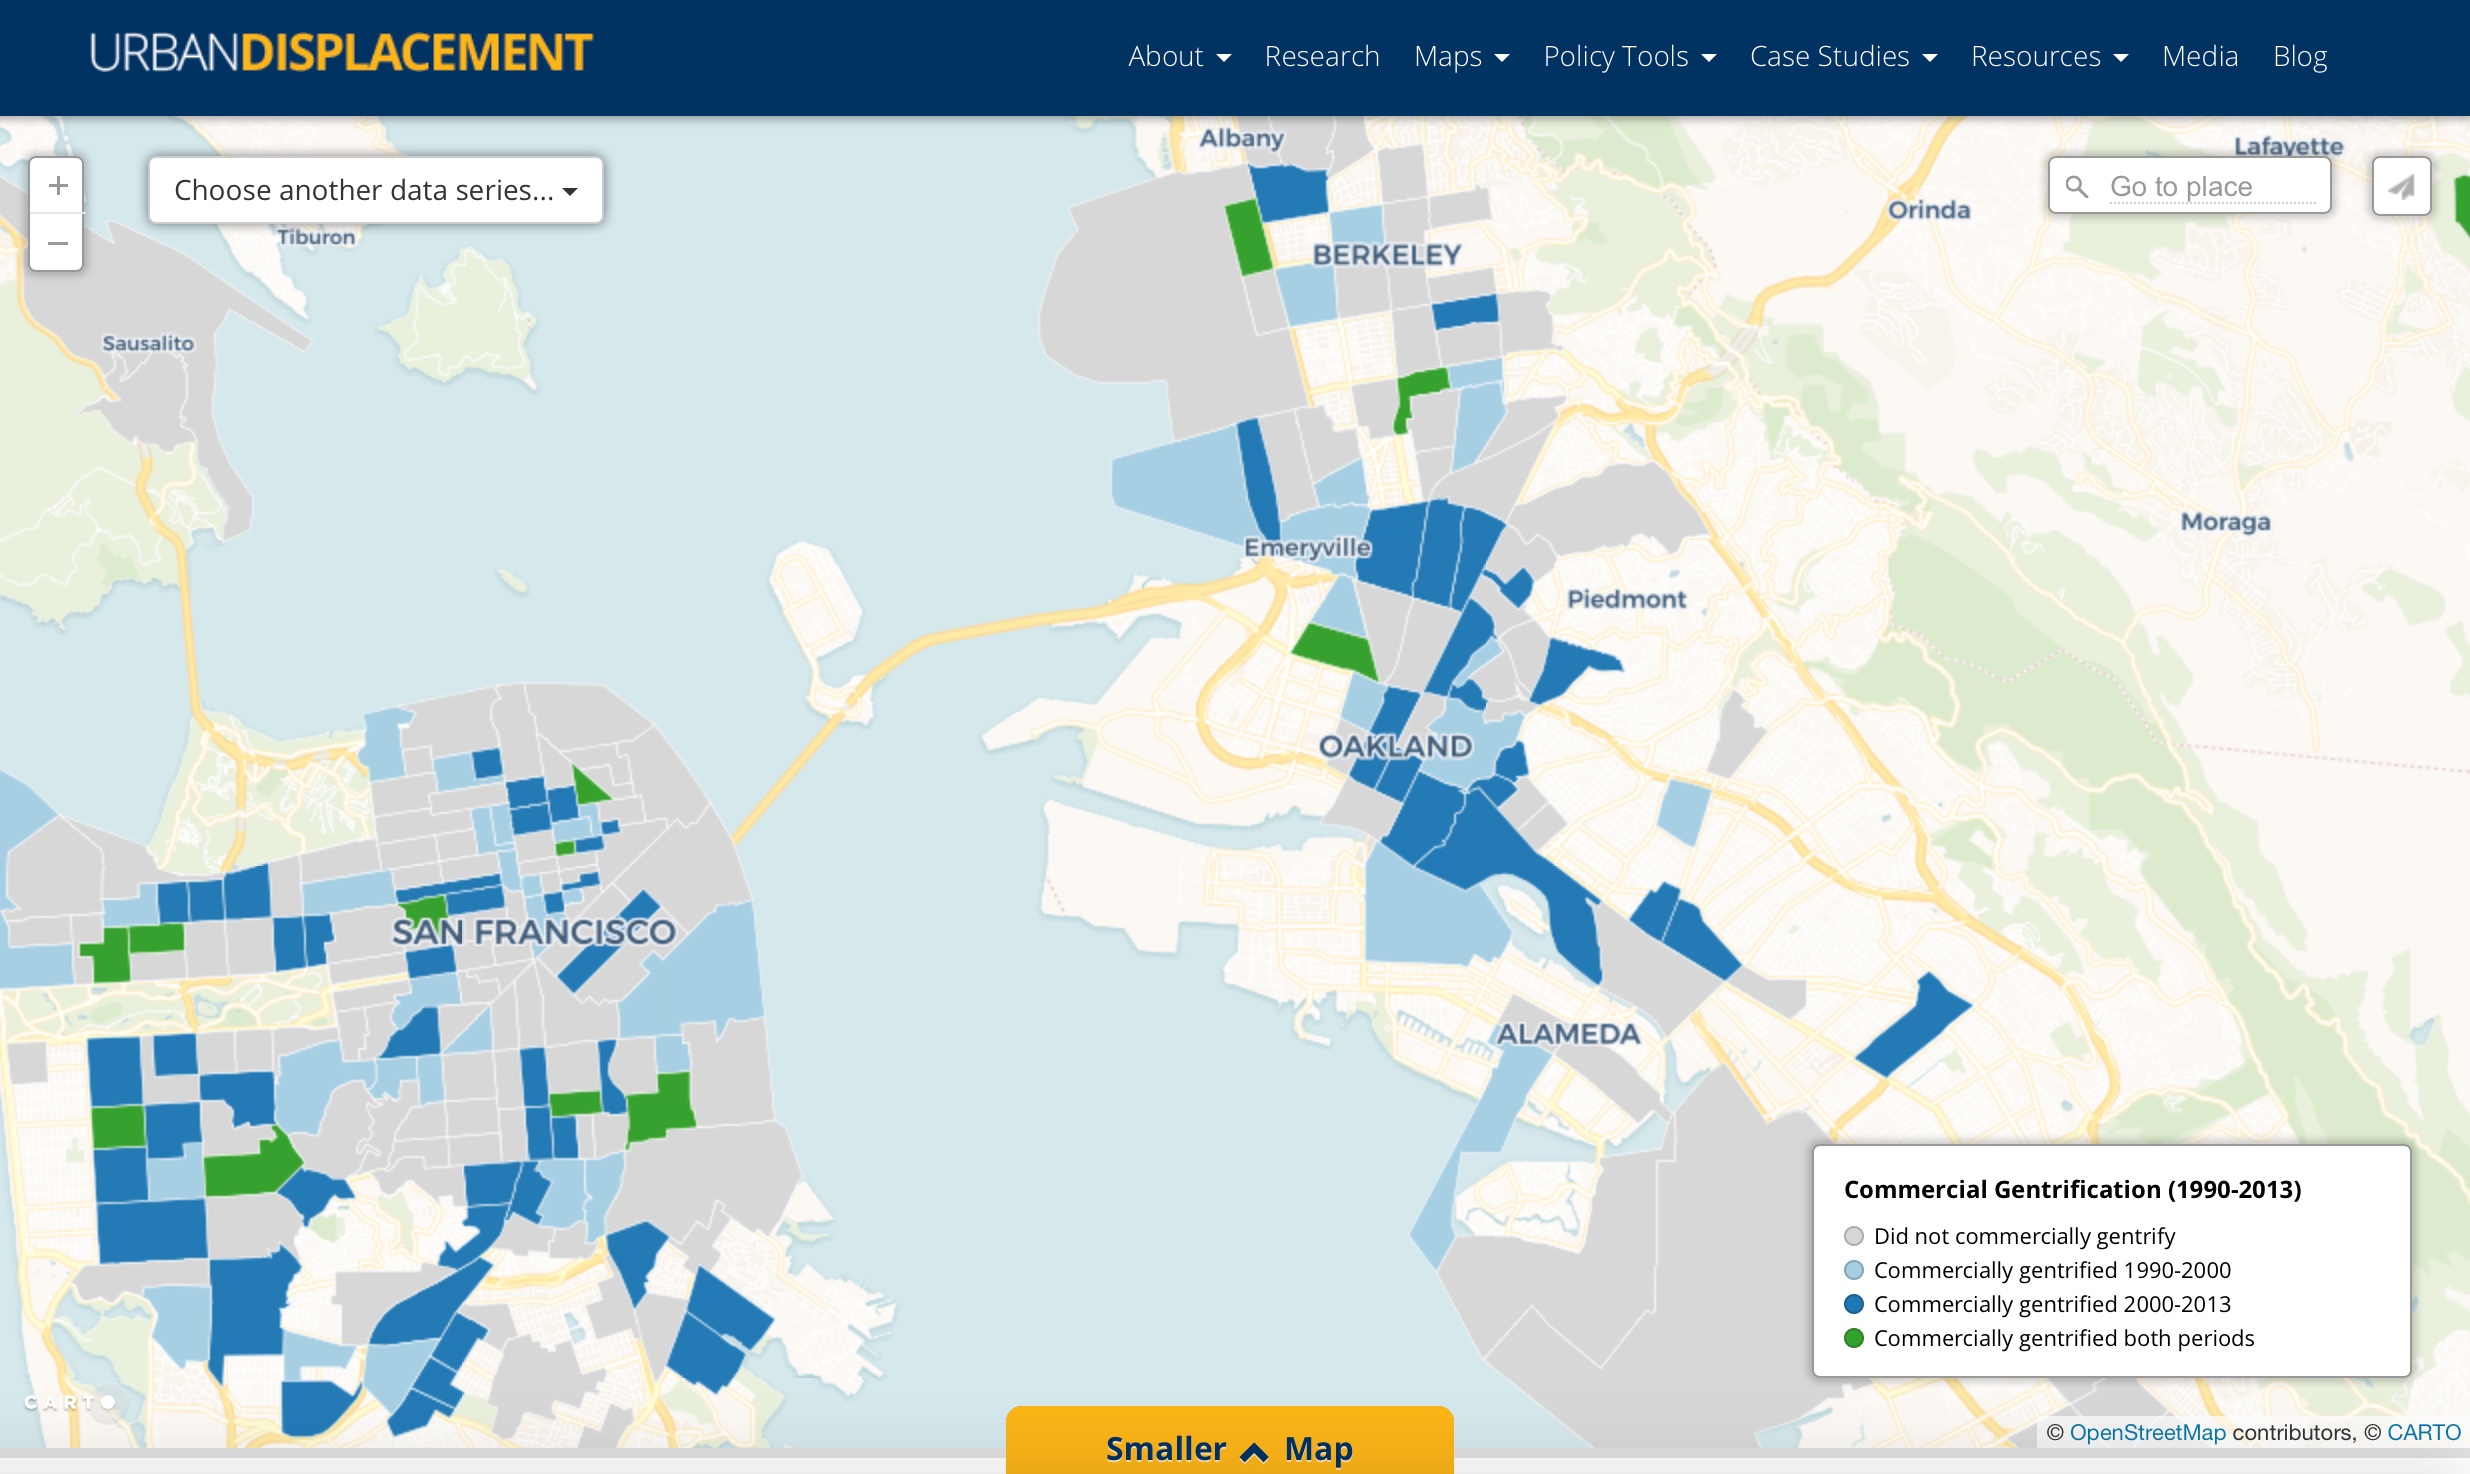 URBANDISPLACEMENT
About Research Maps Policy Tools Case Studies Resources Media Blog
+
Choose another data series...
−
Albany
Lafayette
Go to place
Orinda
Tiburon
BERKELEY
Sausalito
Moraga
Emeryville
Piedmont
OAKLAND
SAN FRANCISCO
ALAMEDA
Commercial Gentrification (1990-2013)
Did not commercially gentrify
Commercially gentrified 1990-2000
Commercially gentrified 2000-2013
Commercially gentrified both periods
CARTO
© OpenStreetMap contributors, © CARTO
Smaller Map